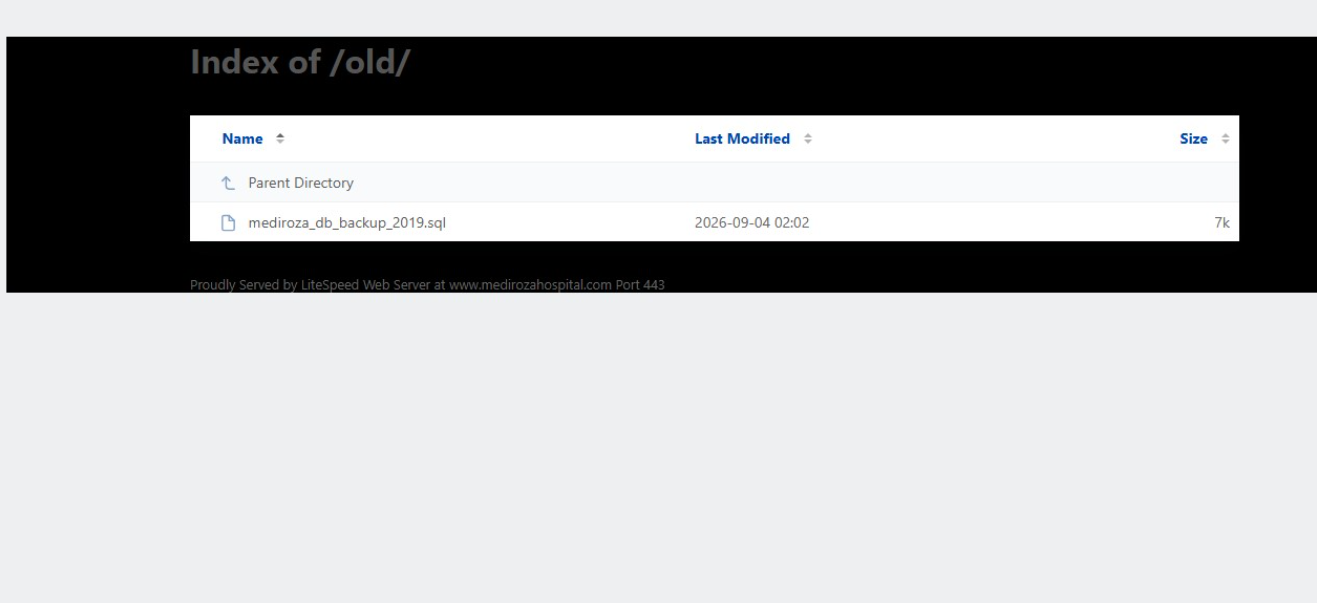 Index of /old/
Name Last Modified Size
Parent Directory
mediroza_db_backup_2019.sql 2026-09-04 02:02 7k
Proudly Served by LiteSpeed Web Server at www.medirozahospital.com Port 443